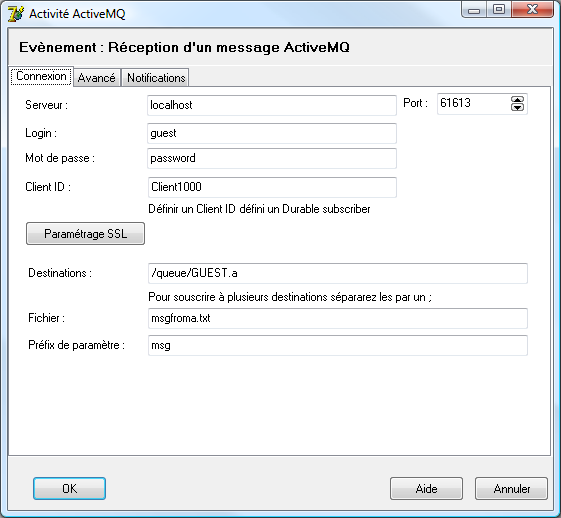 Activité ActiveMQ
Evènement : Réception d'un message ActiveMQ
Connexion Avancé Notifications
Serveur : localhost Port : 61613
Login : guest
Mot de passe : password
Client ID : Client1000
Définir un Client ID défini un Durable subscriber
Paramétrage SSL
Destinations : /queue/GUEST.a
Pour souscrire à plusieurs destinations sépararez les par un ;
Fichier : msgfroma.txt
Préfix de paramètre : msg
OK Aide Annuler